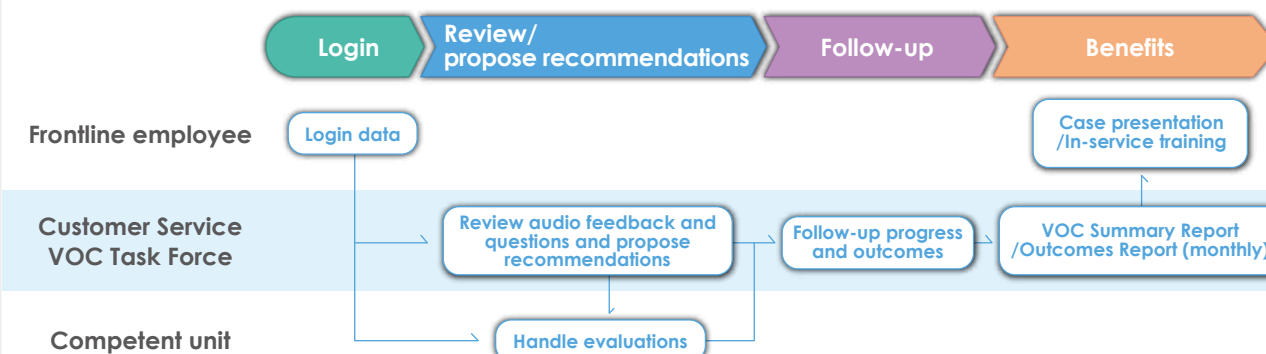 Login
Review/
propose recommendations
Follow-up
Benefits
Frontline employee
Login data
Case presentation
/In-service training
Customer Service
VOC Task Force
Review audio feedback and
questions and propose
recommendations
Follow-up progress
and outcomes
VOC Summary Report
/Outcomes Report (monthly)
Competent unit
Handle evaluations